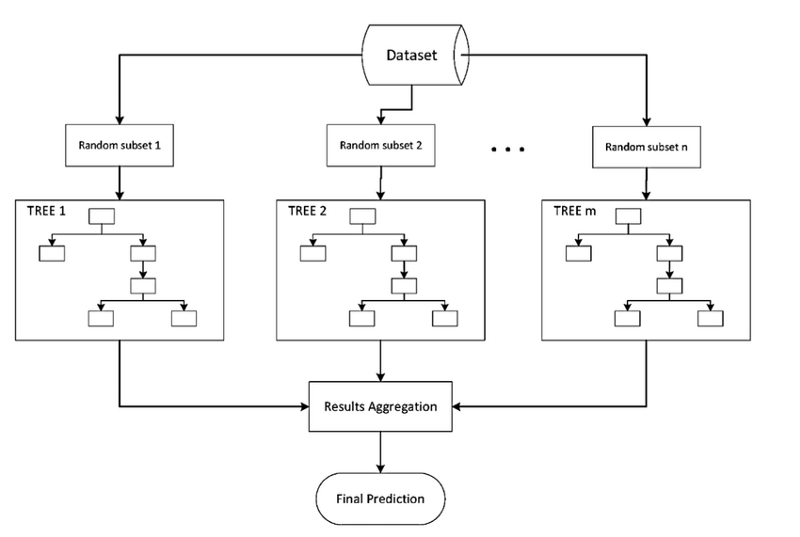 Dataset
Random subset 1
Random subset 2
...
Random subset n
TREE 1
TREE 2
TREE m
Results Aggregation
Final Prediction